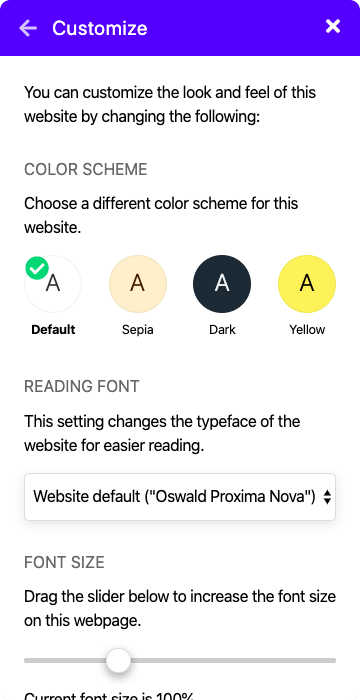 Customize
You can customize the look and feel of this
website by changing the following:
COLOR SCHEME
Choose a different color scheme for this
website.
A A A A
Default Sepia Dark Yellow
READING FONT
This setting changes the typeface of the
website for easier reading.
Website default ("Oswald Proxima Nova")
FONT SIZE
Drag the slider below to increase the font size
on this webpage.
Current font size is 100%